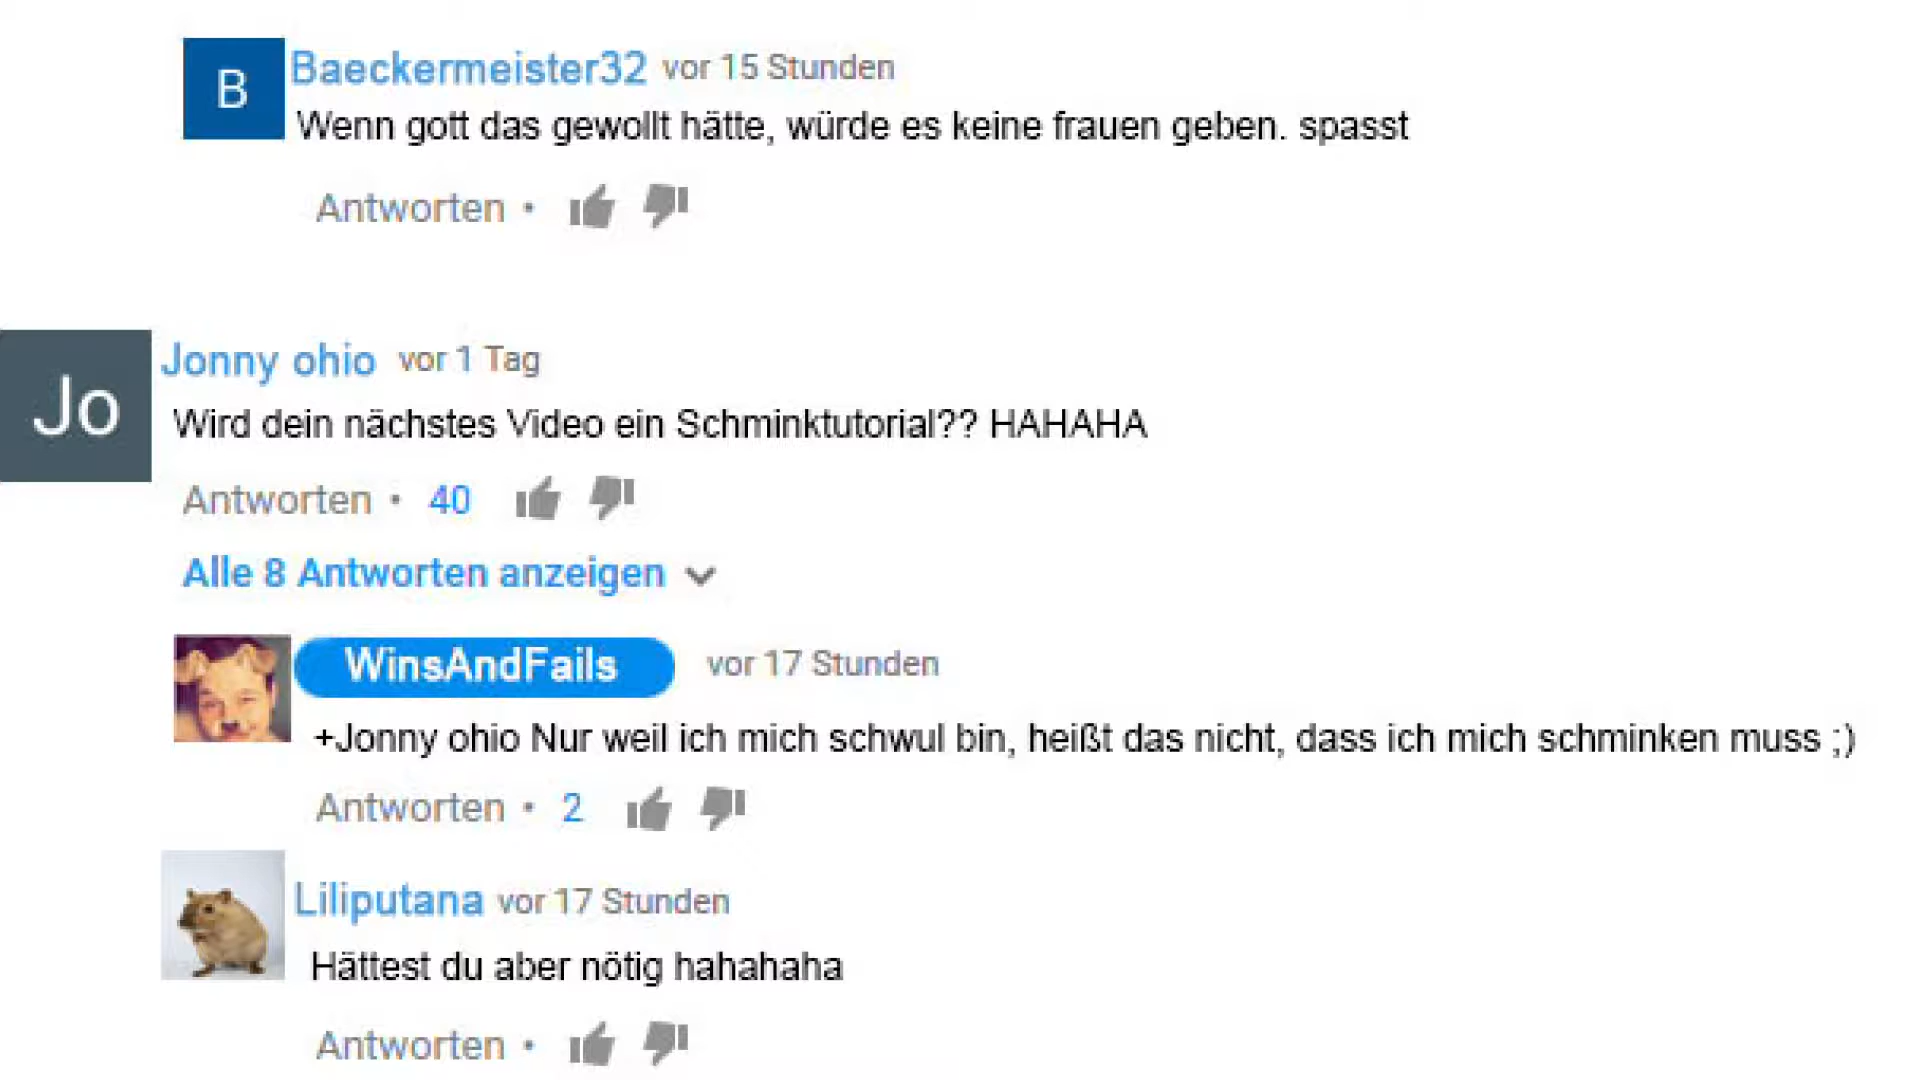 B
Baeckermeister32 vor 15 Stunden
Wenn gott das gewollt hätte, würde es keine frauen geben. spasst
Antworten •
Jo
Jonny ohio vor 1 Tag
Wird dein nächstes Video ein Schminktutorial?? HAHAHA
Antworten • 40
Alle 8 Antworten anzeigen
WinsAndFails vor 17 Stunden
+Jonny ohio Nur weil ich mich schwul bin, heißt das nicht, dass ich mich schminken muss ;)
Antworten • 2
Liliputana vor 17 Stunden
Hättest du aber nötig hahahaha
Antworten •